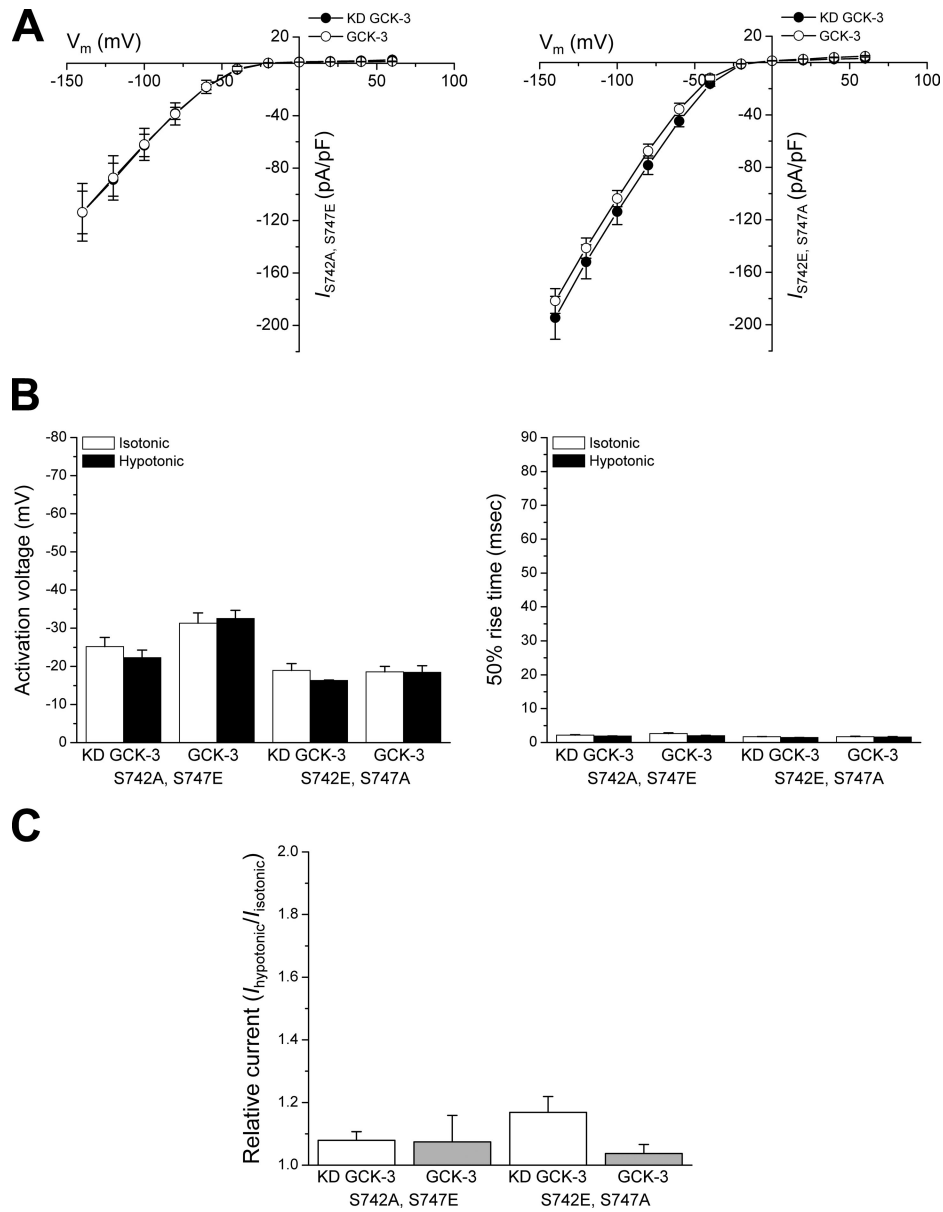 A
KD GCK-3
GCK-3
Vm (mV)
20
-150 -100 -50 50 100
-40
-80
-120
-160
-200
IS742A, S747E (pA/pF)
KD GCK-3
GCK-3
Vm (mV)
20
-150 -100 -50 50 100
-40
-80
-120
-160
-200
IS742E, S747A (pA/pF)
B
Isotonic
Hypotonic
Activation voltage (mV)
-80
-70
-60
-50
-40
-30
-20
-10
0
KD GCK-3 GCK-3 KD GCK-3 GCK-3
S742A, S747E S742E, S747A
Isotonic
Hypotonic
50% rise time (msec)
90
80
70
60
50
40
30
20
10
0
KD GCK-3 GCK-3 KD GCK-3 GCK-3
S742A, S747E S742E, S747A
C
Relative current (Ihypotonic/Iisotonic)
2.0
1.8
1.6
1.4
1.2
1.0
KD GCK-3 GCK-3 KD GCK-3 GCK-3
S742A, S747E S742E, S747A